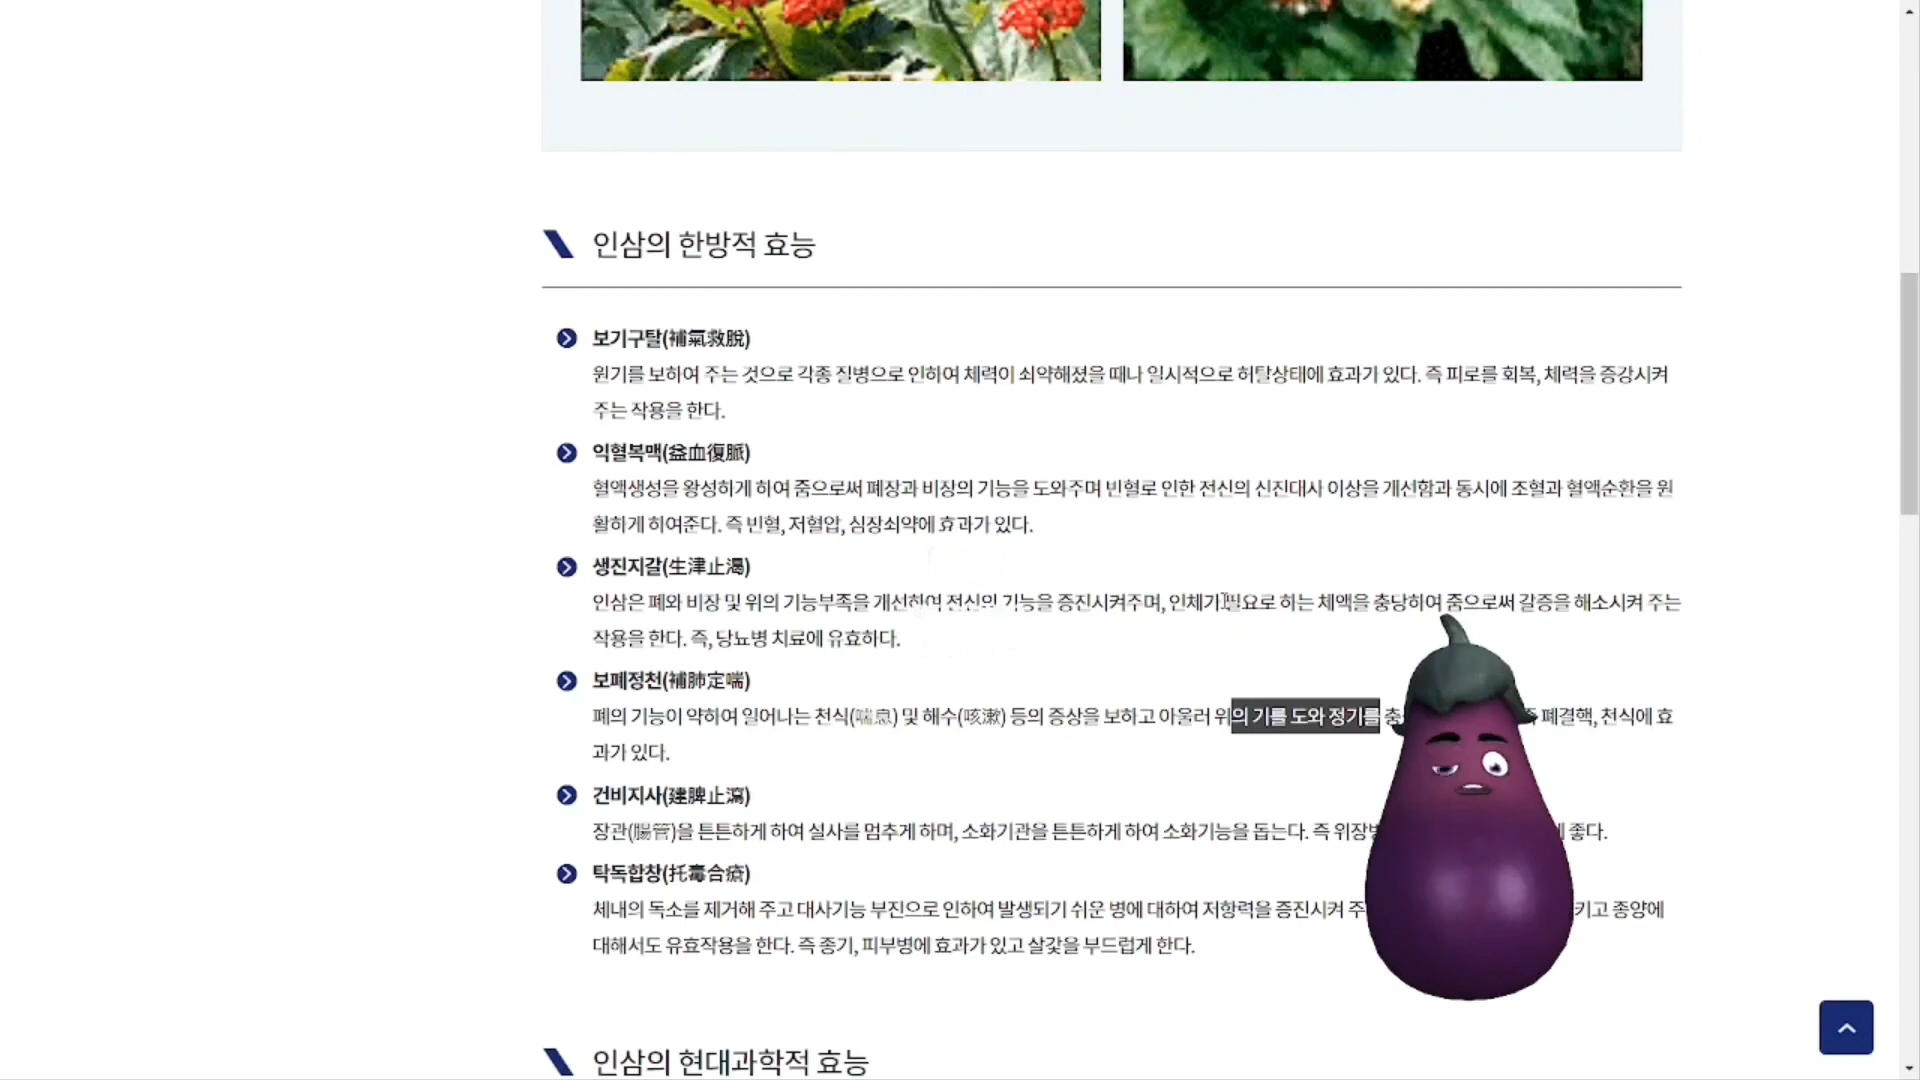 인삼의 한방적 효능
보기구탈(補氣救脫)
원기를 보하여 주는 것으로 각종 질병으로 인하여 체력이 쇠약해졌을 때나 일시적으로 허탈상태에 효과가 있다. 즉 피로를 회복, 체력을 증강시켜
주는 작용을 한다.
익혈복맥(益血復脈)
혈액생성을 왕성하게 하여 줌으로써 폐장과 비장의 기능을 도와주며 빈혈로 인한 전신의 신진대사 이상을 개선함과 동시에 조혈과 혈액순환을 원
활하게 하여준다. 즉 빈혈, 저혈압, 심장쇠약에 효과가 있다.
생진지갈(生津止渴)
인삼은 폐와 비장 및 위의 기능부족을 개선하여 전신의 기능을 증진시켜주며, 인체가 필요로 하는 체액을 충당하여 줌으로써 갈증을 해소시켜 주는
작용을 한다. 즉, 당뇨병 치료에 유효하다.
보폐정천(補肺定喘)
폐의 기능이 약하여 일어나는 천식(喘息) 및 해수(咳漱) 등의 증상을 보하고 아울러 위의 기를 도와 정기를 폐결핵, 천식에 효
과가 있다.
건비지사(建脾止瀉)
장관(腸管)을 튼튼하게 하여 설사를 멈추게 하며, 소화기관을 튼튼하게 하여 소화기능을 돕는다. 즉 좋다.
탁독합창(托毒合瘡)
체내의 독소를 제거해 주고 대사기능 부진으로 인하여 발생되기 쉬운 병에 대하여 저항력을 증진시켜 종양에
대해서도 유효작용을 한다. 즉 종기, 피부병에 효과가 있고 살갗을 부드럽게 한다.
인삼의 현대과학적 효능